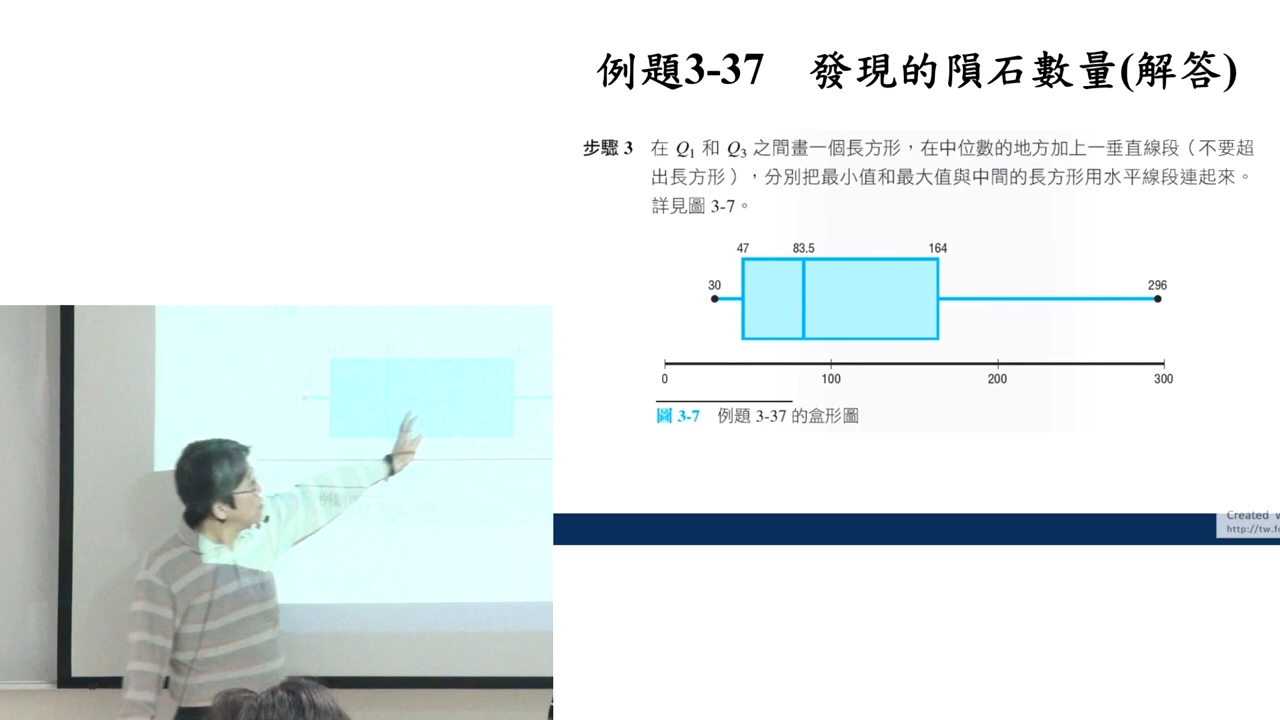 例題3-37 發現的隕石數量(解答)
步驟 3 在 Q1 和 Q3 之間畫一個長方形，在中位數的地方加上一垂直線段（不要超
出長方形），分別把最小值和最大值與中間的長方形用水平線段連起來。
詳見圖 3-7。
47 83.5 164
30 296
0 100 200 300
圖 3-7 例題 3-37 的盒形圖
Created
http://tw.fo